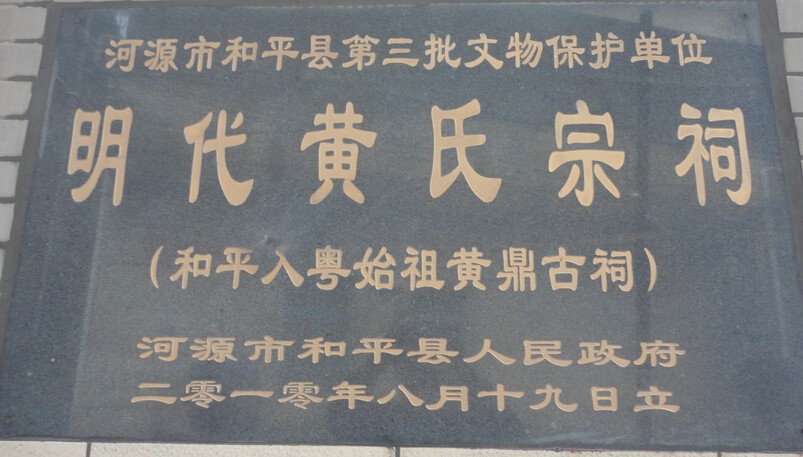 河源市和平县第三批文物保护单位
明代黄氏宗祠
（和平入粤始祖黄鼎古祠）
河源市和平县人民政府
二零一零年八月十九日立